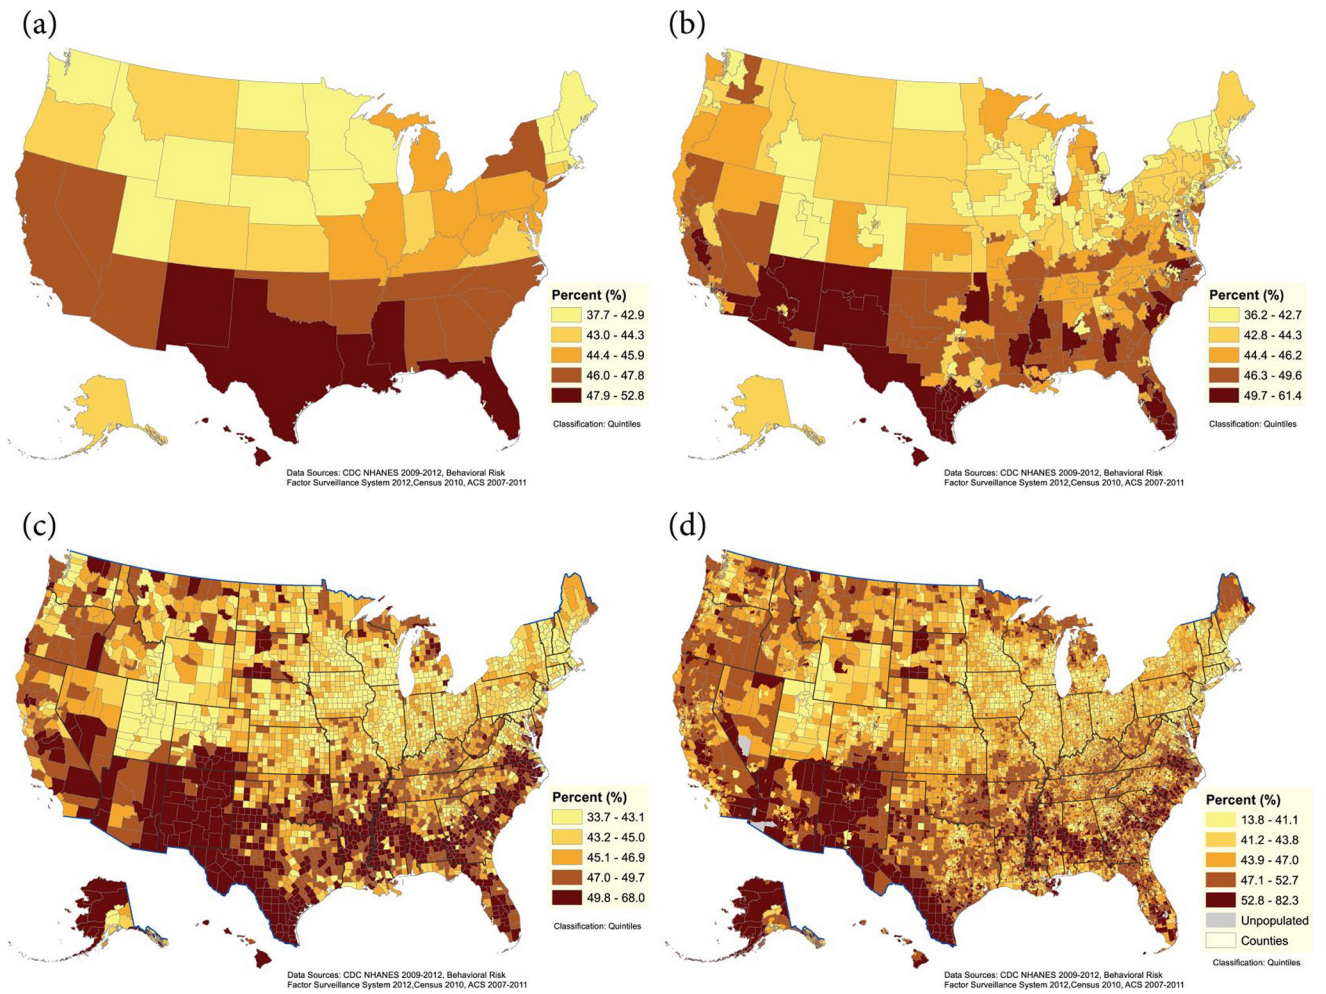 (a)
Percent (%)
37.7 - 42.9
43.0 - 44.3
44.4 - 45.9
46.0 - 47.8
47.9 - 52.8
Classification: Quintiles
Data Sources: CDC NHANES 2009-2012, Behavioral Risk
Factor Surveillance System 2012,Census 2010, ACS 2007-2011
(b)
Percent (%)
36.2 - 42.7
42.8 - 44.3
44.4 - 46.2
46.3 - 49.6
49.7 - 61.4
Classification: Quintiles
Data Sources: CDC NHANES 2009-2012, Behavioral Risk
Factor Surveillance System 2012,Census 2010, ACS 2007-2011
(c)
Percent (%)
33.7 - 43.1
43.2 - 45.0
45.1 - 46.9
47.0 - 49.7
49.8 - 68.0
Classification: Quintiles
Data Sources: CDC NHANES 2009-2012, Behavioral Risk
Factor Surveillance System 2012,Census 2010, ACS 2007-2011
(d)
Percent (%)
13.8 - 41.1
41.2 - 43.8
43.9 - 47.0
47.1 - 52.7
52.8 - 82.3
Unpopulated
Counties
Classification: Quintiles
Data Sources: CDC NHANES 2009-2012, Behavioral Risk
Factor Surveillance System 2012,Census 2010, ACS 2007-2011